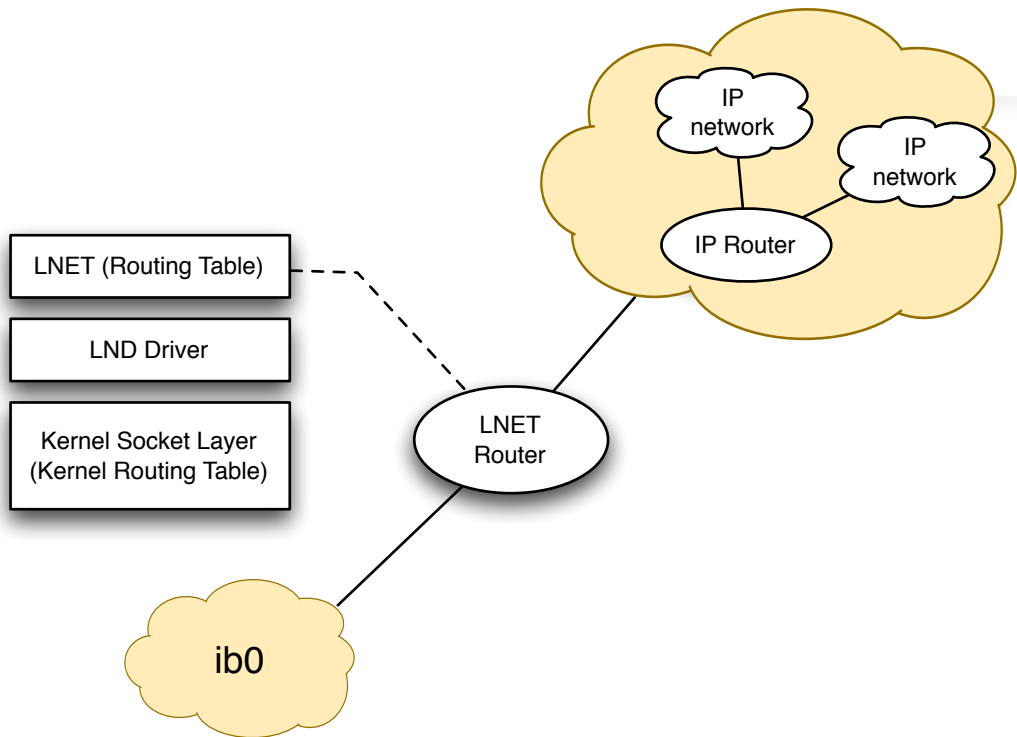 IP
network
IP
network
IP Router
LNET (Routing Table)
LND Driver
Kernel Socket Layer
(Kernel Routing Table)
LNET
Router
ib0